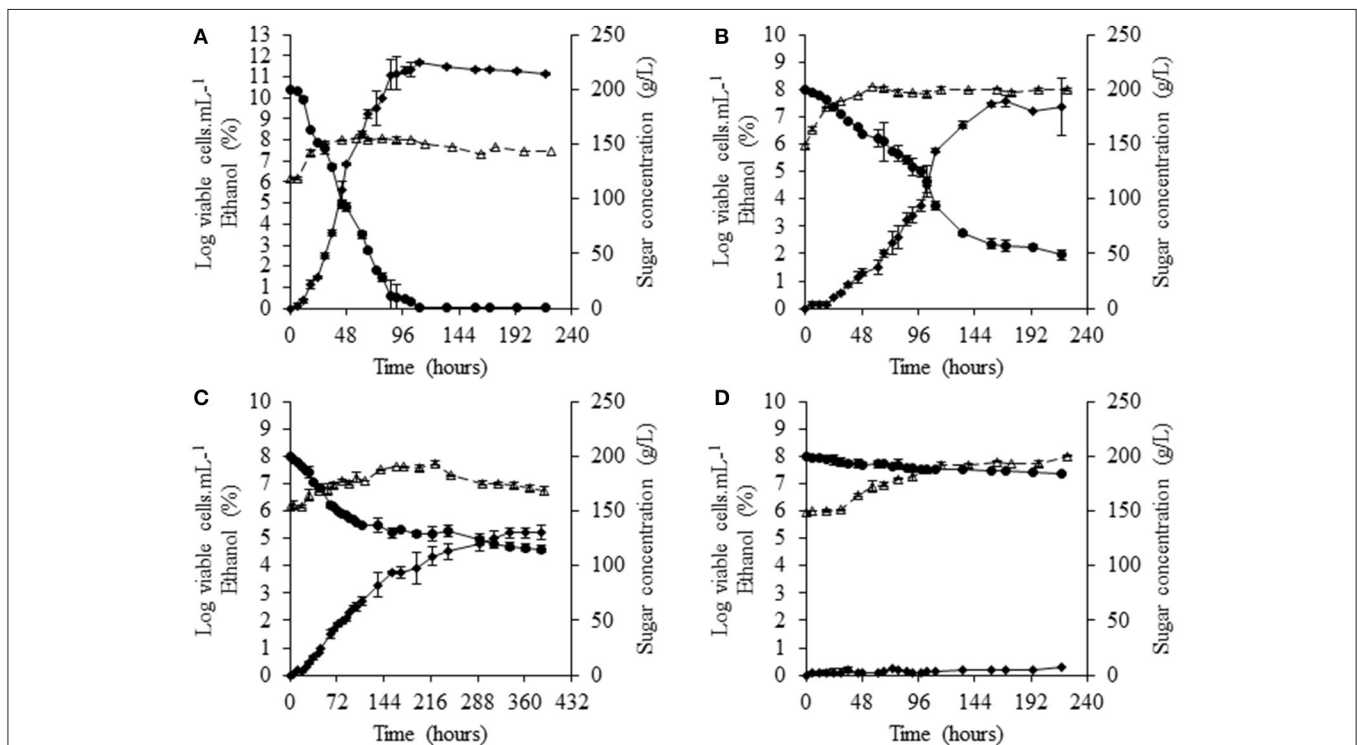 A
13
12
11
10
9
8
7
6
5
4
3
2
1
0
Log viable cells.mL-1
Ethanol (%)
250
200
150
100
50
0
Sugar concentration (g/L)
0 48 96 144 192 240
Time (hours)
B
10
9
8
7
6
5
4
3
2
1
0
Log viable cells.mL-1
Ethanol (%)
250
200
150
100
50
0
Sugar concentration (g/L)
0 48 96 144 192 240
Time (hours)
C
10
9
8
7
6
5
4
3
2
1
0
Log viable cells.mL-1
Ethanol (%)
250
200
150
100
50
0
Sugar concentration (g/L)
0 72 144 216 288 360 432
Time (hours)
D
10
9
8
7
6
5
4
3
2
1
0
Log viable cells.mL-1
Ethanol (%)
250
200
150
100
50
0
Sugar concentration (g/L)
0 48 96 144 192 240
Time (hours)